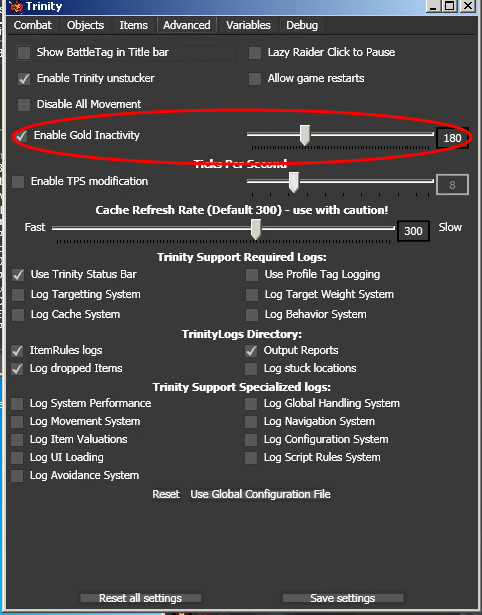 Trinity
Combat Objects Items Advanced Variables Debug
Show BattleTag in Title bar Lazy Raider Click to Pause
Enable Trinity unstucker Allow game restarts
Disable All Movement
Enable Gold Inactivity 180
Ticks Per Second
Enable TPS modification 8
Cache Refresh Rate (Default 300) - use with caution!
Fast 300 Slow
Trinity Support Required Logs:
Use Trinity Status Bar Use Profile Tag Logging
Log Targetting System Log Target Weight System
Log Cache System Log Behavior System
TrinityLogs Directory:
ItemRules logs Output Reports
Log dropped Items Log stuck locations
Trinity Support Specialized logs:
Log System Performance Log Global Handling System
Log Movement System Log Navigation System
Log Item Valuations Log Configuration System
Log UI Loading Log Script Rules System
Log Avoidance System
Reset Use Global Configuration File
Reset all settings Save settings